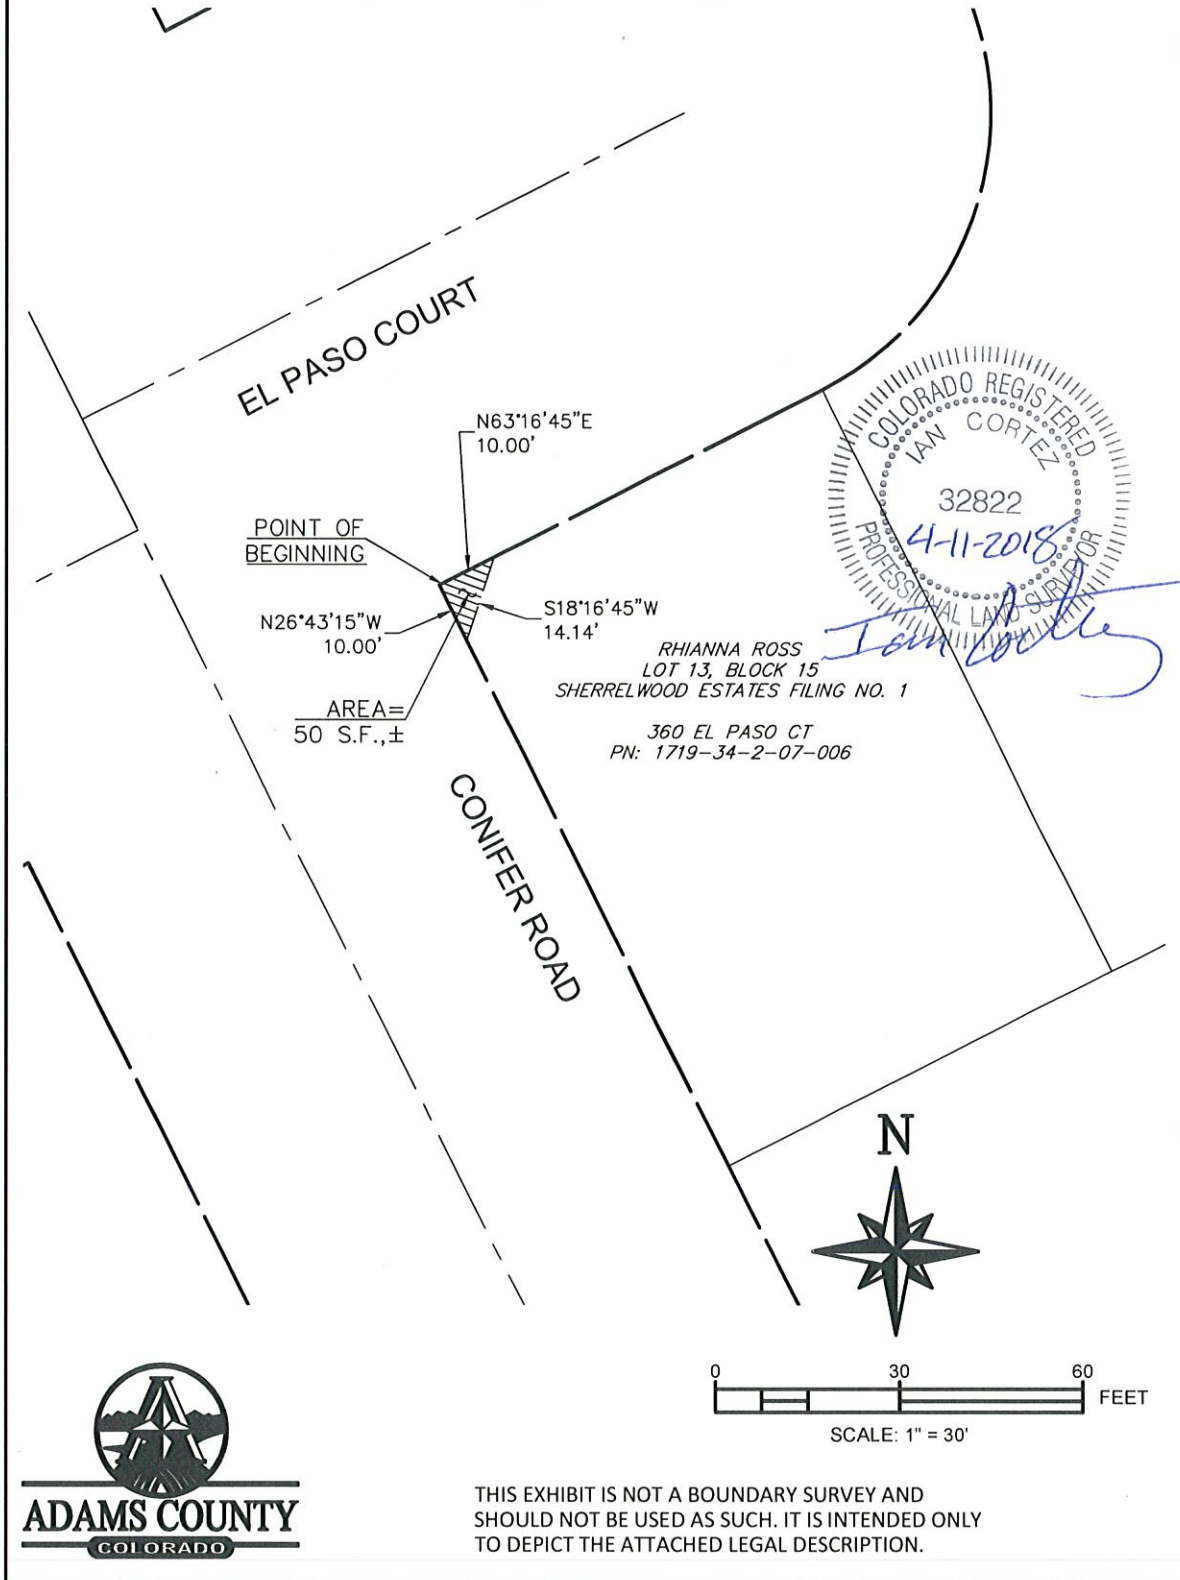 EL PASO COURT
N63°16'45"E
10.00'
POINT OF
BEGINNING
N26°43'15"W
10.00'
S18°16'45"W
14.14'
AREA=
50 S.F.,±
RHIANNA ROSS
LOT 13, BLOCK 15
SHERRELWOOD ESTATES FILING NO. 1
360 EL PASO CT
PN: 1719-34-2-07-006
COLORADO REGISTERED
IAN CORTEZ
32822
4-11-2018
PROFESSIONAL LAND SURVEYOR
Ian Cortez
CONIFER ROAD
N
0 30 60
FEET
SCALE: 1" = 30'
ADAMS COUNTY
COLORADO
THIS EXHIBIT IS NOT A BOUNDARY SURVEY AND
SHOULD NOT BE USED AS SUCH. IT IS INTENDED ONLY
TO DEPICT THE ATTACHED LEGAL DESCRIPTION.